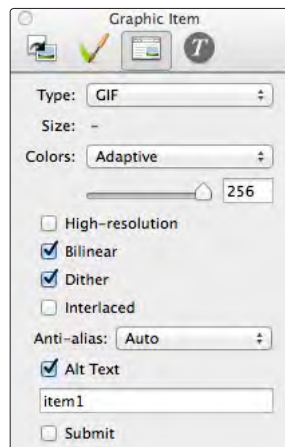 Graphic Item
T
Type: GIF
Size: –
Colors: Adaptive
256
High-resolution
Bilinear
Dither
Interlaced
Anti-alias: Auto
Alt Text
item1
Submit